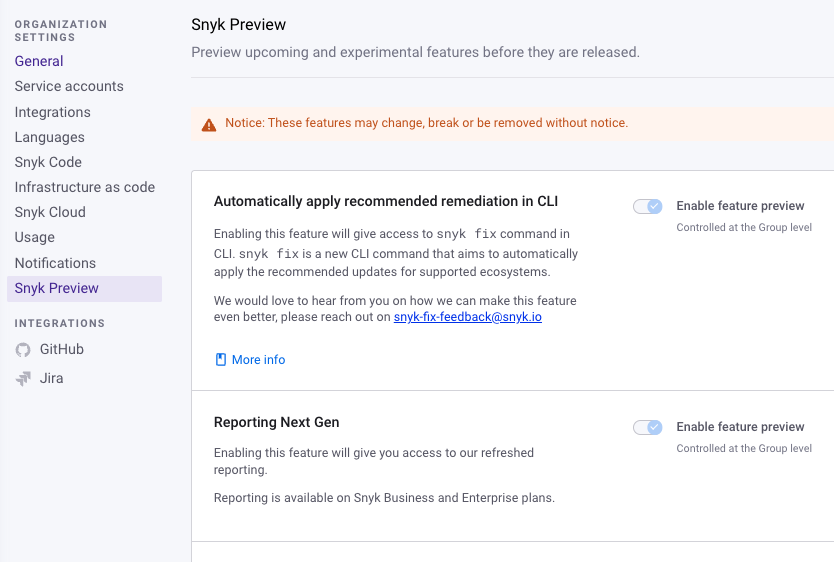 ORGANIZATION
SETTINGS
General
Service accounts
Integrations
Languages
Snyk Code
Infrastructure as code
Snyk Cloud
Usage
Notifications
Snyk Preview
INTEGRATIONS
GitHub
Jira
Snyk Preview
Preview upcoming and experimental features before they are released.
Notice: These features may change, break or be removed without notice.
Automatically apply recommended remediation in CLI
Enabling this feature will give access to snyk fix command in
CLI. snyk fix is a new CLI command that aims to automatically
apply the recommended updates for supported ecosystems.
We would love to hear from you on how we can make this feature
even better, please reach out on snyk-fix-feedback@snyk.io
More info
Enable feature preview
Controlled at the Group level
Reporting Next Gen
Enabling this feature will give you access to our refreshed
reporting.
Reporting is available on Snyk Business and Enterprise plans.
Enable feature preview
Controlled at the Group level